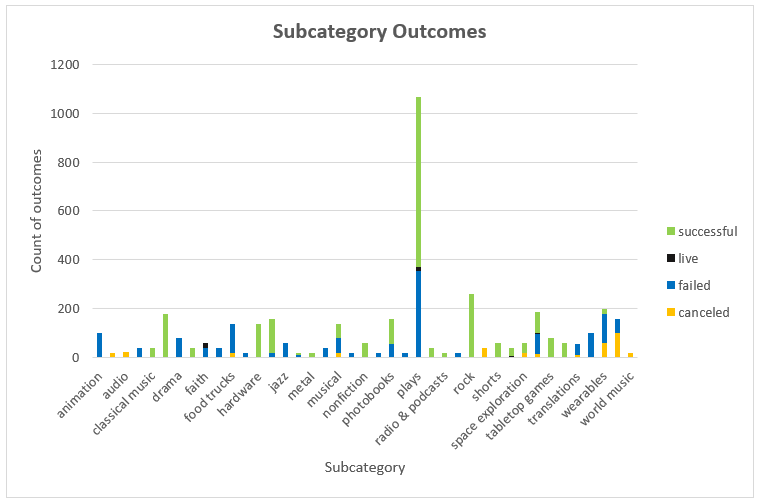 Subcategory Outcomes
1200
1000
800
600
400
200
0
Count of outcomes
animation
audio
classical music
drama
faith
food trucks
hardware
jazz
metal
musical
nonfiction
photobooks
plays
radio & podcasts
rock
shorts
space exploration
tabletop games
translations
wearables
world music
Subcategory
successful
live
failed
canceled